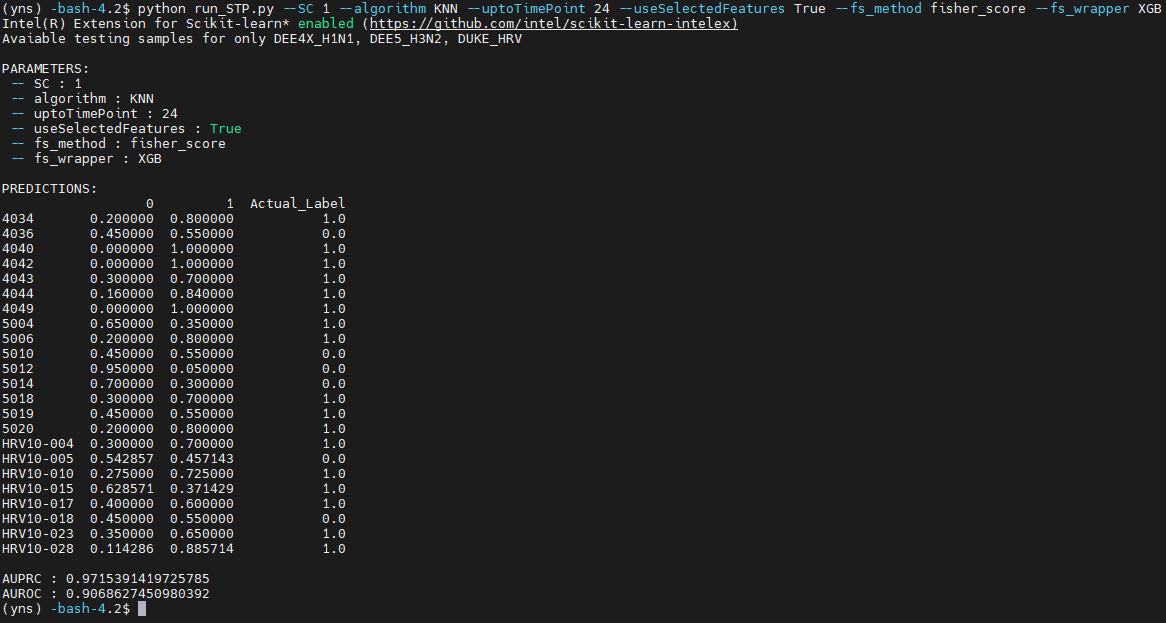 (yns) -bash-4.2$ python run_STP.py --SC 1 --algorithm KNN --uptoTimePoint 24 --useSelectedFeatures True --fs_method fisher_score --fs_wrapper XGB
Intel(R) Extension for Scikit-learn* enabled (https://github.com/intel/scikit-learn-intelex)
Avaiable testing samples for only DEE4X_H1N1, DEE5_H3N2, DUKE_HRV
PARAMETERS:
-- SC : 1
-- algorithm : KNN
-- uptoTimePoint : 24
-- useSelectedFeatures : True
-- fs_method : fisher_score
-- fs_wrapper : XGB
PREDICTIONS:
0 1 Actual_Label
4034 0.200000 0.800000 1.0
4036 0.450000 0.550000 0.0
4040 0.000000 1.000000 1.0
4042 0.000000 1.000000 1.0
4043 0.300000 0.700000 1.0
4044 0.160000 0.840000 1.0
4049 0.000000 1.000000 1.0
5004 0.650000 0.350000 1.0
5006 0.200000 0.800000 1.0
5010 0.450000 0.550000 0.0
5012 0.950000 0.050000 0.0
5014 0.700000 0.300000 0.0
5018 0.300000 0.700000 1.0
5019 0.450000 0.550000 1.0
5020 0.200000 0.800000 1.0
HRV10-004 0.300000 0.700000 1.0
HRV10-005 0.542857 0.457143 0.0
HRV10-010 0.275000 0.725000 1.0
HRV10-015 0.628571 0.371429 1.0
HRV10-017 0.400000 0.600000 1.0
HRV10-018 0.450000 0.550000 0.0
HRV10-023 0.350000 0.650000 1.0
HRV10-028 0.114286 0.885714 1.0
AUPRC : 0.9715391419725785
AUROC : 0.9068627450980392
(yns) -bash-4.2$